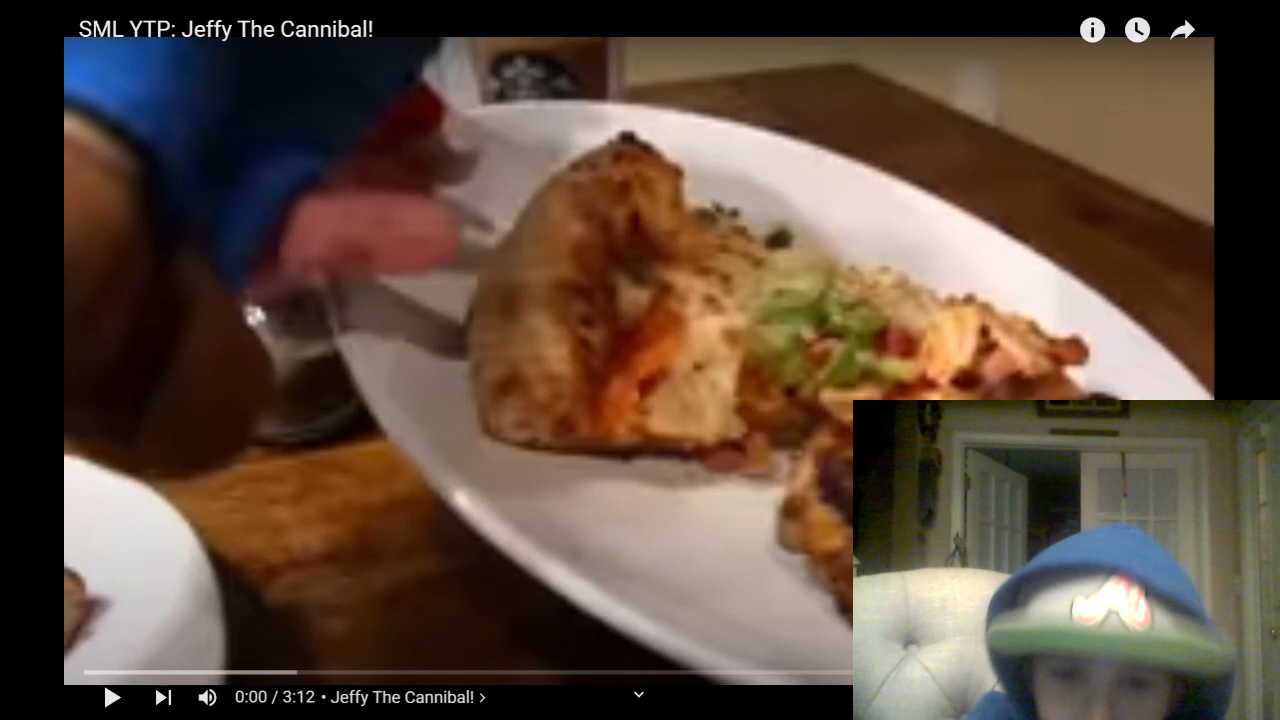 SML YTP: Jeffy The Cannibal!
0:00 / 3:12 • Jeffy The Cannibal! ›